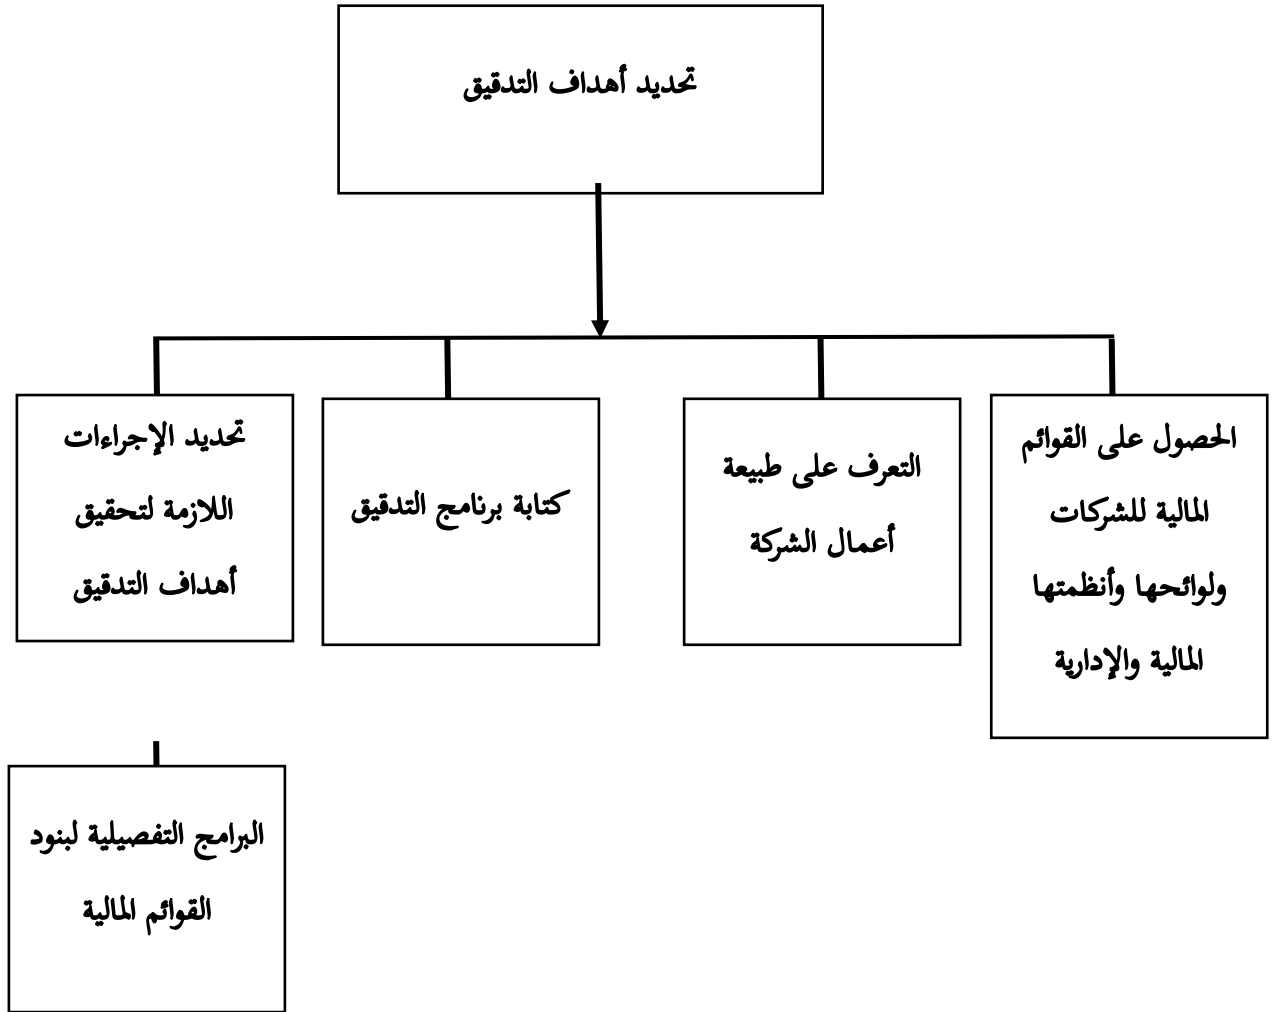 تحديد أهداف التدقيق
الحصول على القوائم
المالية للشركات
ولوائحها وأنظمتها
المالية والإدارية
التعرف على طبيعة
أعمال الشركة
كتابة برنامج التدقيق
تحديد الإجراءات
اللازمة لتحقيق
أهداف التدقيق
البرامج التفصيلية لبنود
القوائم المالية